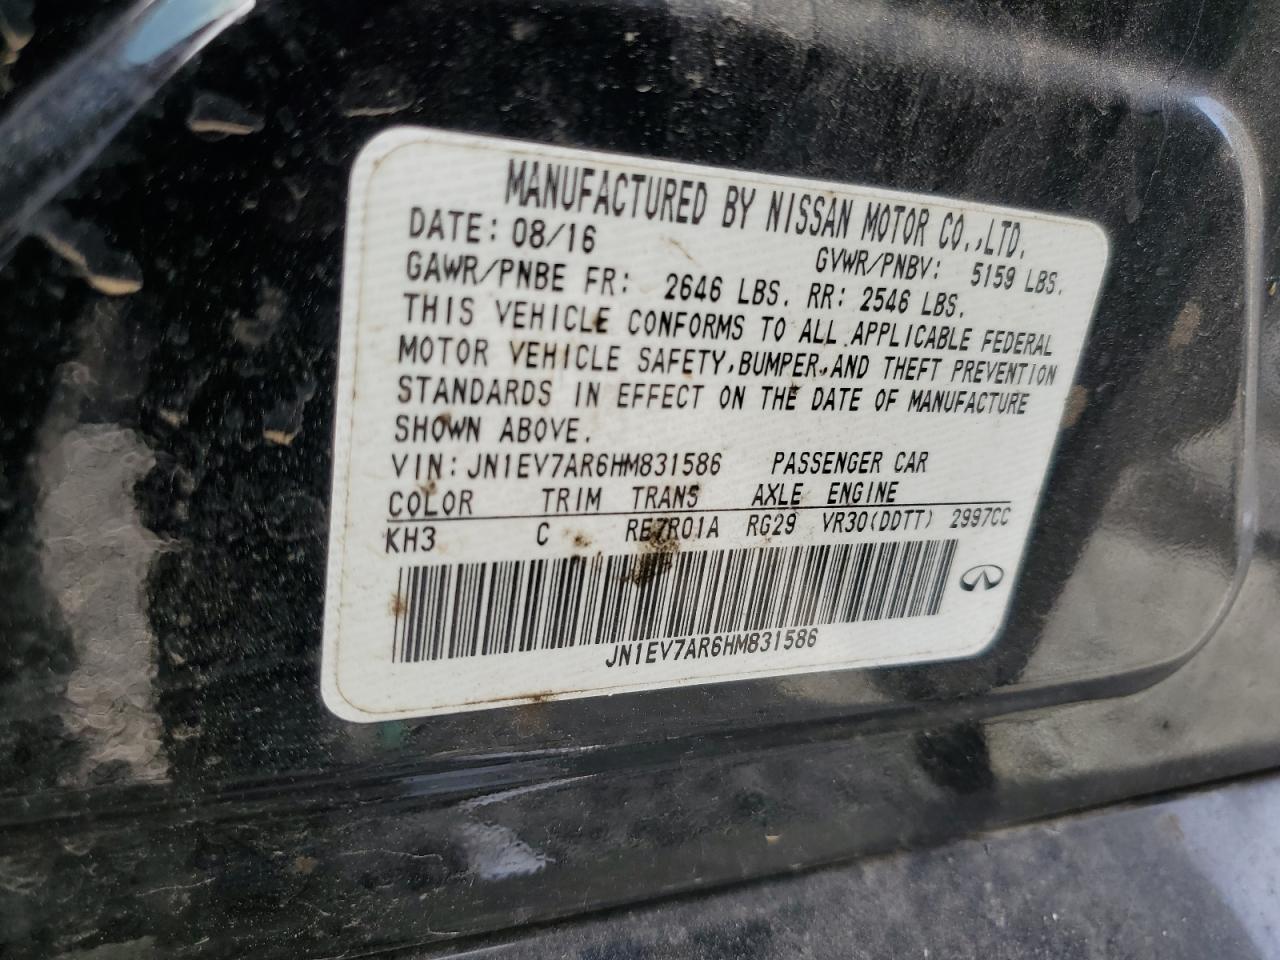 MANUFACTURED BY NISSAN MOTOR CO.,LTD.
DATE: 08/16 GVWR/PNBV: 5159 LBS.
GAWR/PNBE FR: 2646 LBS. RR: 2546 LBS.
THIS VEHICLE CONFORMS TO ALL APPLICABLE FEDERAL
MOTOR VEHICLE SAFETY, BUMPER, AND THEFT PREVENTION
STANDARDS IN EFFECT ON THE DATE OF MANUFACTURE
SHOWN ABOVE.
VIN: JN1EV7AR6HM831586 PASSENGER CAR
COLOR TRIM TRANS AXLE ENGINE
KH3 C RE7R01A RG29 VR30(DDTT) 2997CC
JN1EV7AR6HM831586